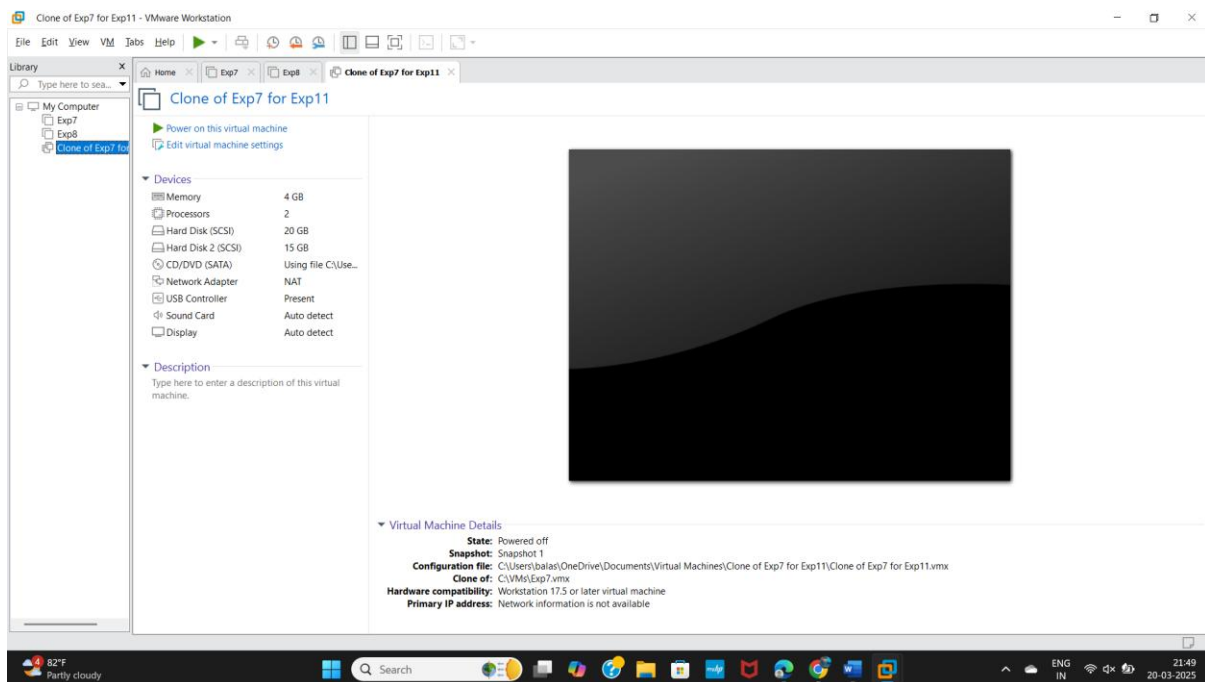 Clone of Exp7 for Exp11 - VMware Workstation
File Edit View VM Tabs Help
Library
Type here to sea...
My Computer
Exp7
Exp8
Clone of Exp7 for
Home Exp7 Exp8 Clone of Exp7 for Exp11
Clone of Exp7 for Exp11
Power on this virtual machine
Edit virtual machine settings
Devices
Memory 4 GB
Processors 2
Hard Disk (SCSI) 20 GB
Hard Disk 2 (SCSI) 15 GB
CD/DVD (SATA) Using file C:\Use...
Network Adapter NAT
USB Controller Present
Sound Card Auto detect
Display Auto detect
Description
Type here to enter a description of this virtual
machine.
Virtual Machine Details
State: Powered off
Snapshot: Snapshot 1
Configuration file: C:\Users\balas\OneDrive\Documents\Virtual Machines\Clone of Exp7 for Exp11\Clone of Exp7 for Exp11.vmx
Clone of: C:\VMs\Exp7.vmx
Hardware compatibility: Workstation 17.5 or later virtual machine
Primary IP address: Network information is not available
4 82°F
Partly cloudy
Search
ENG
IN
21:49
20-03-2025